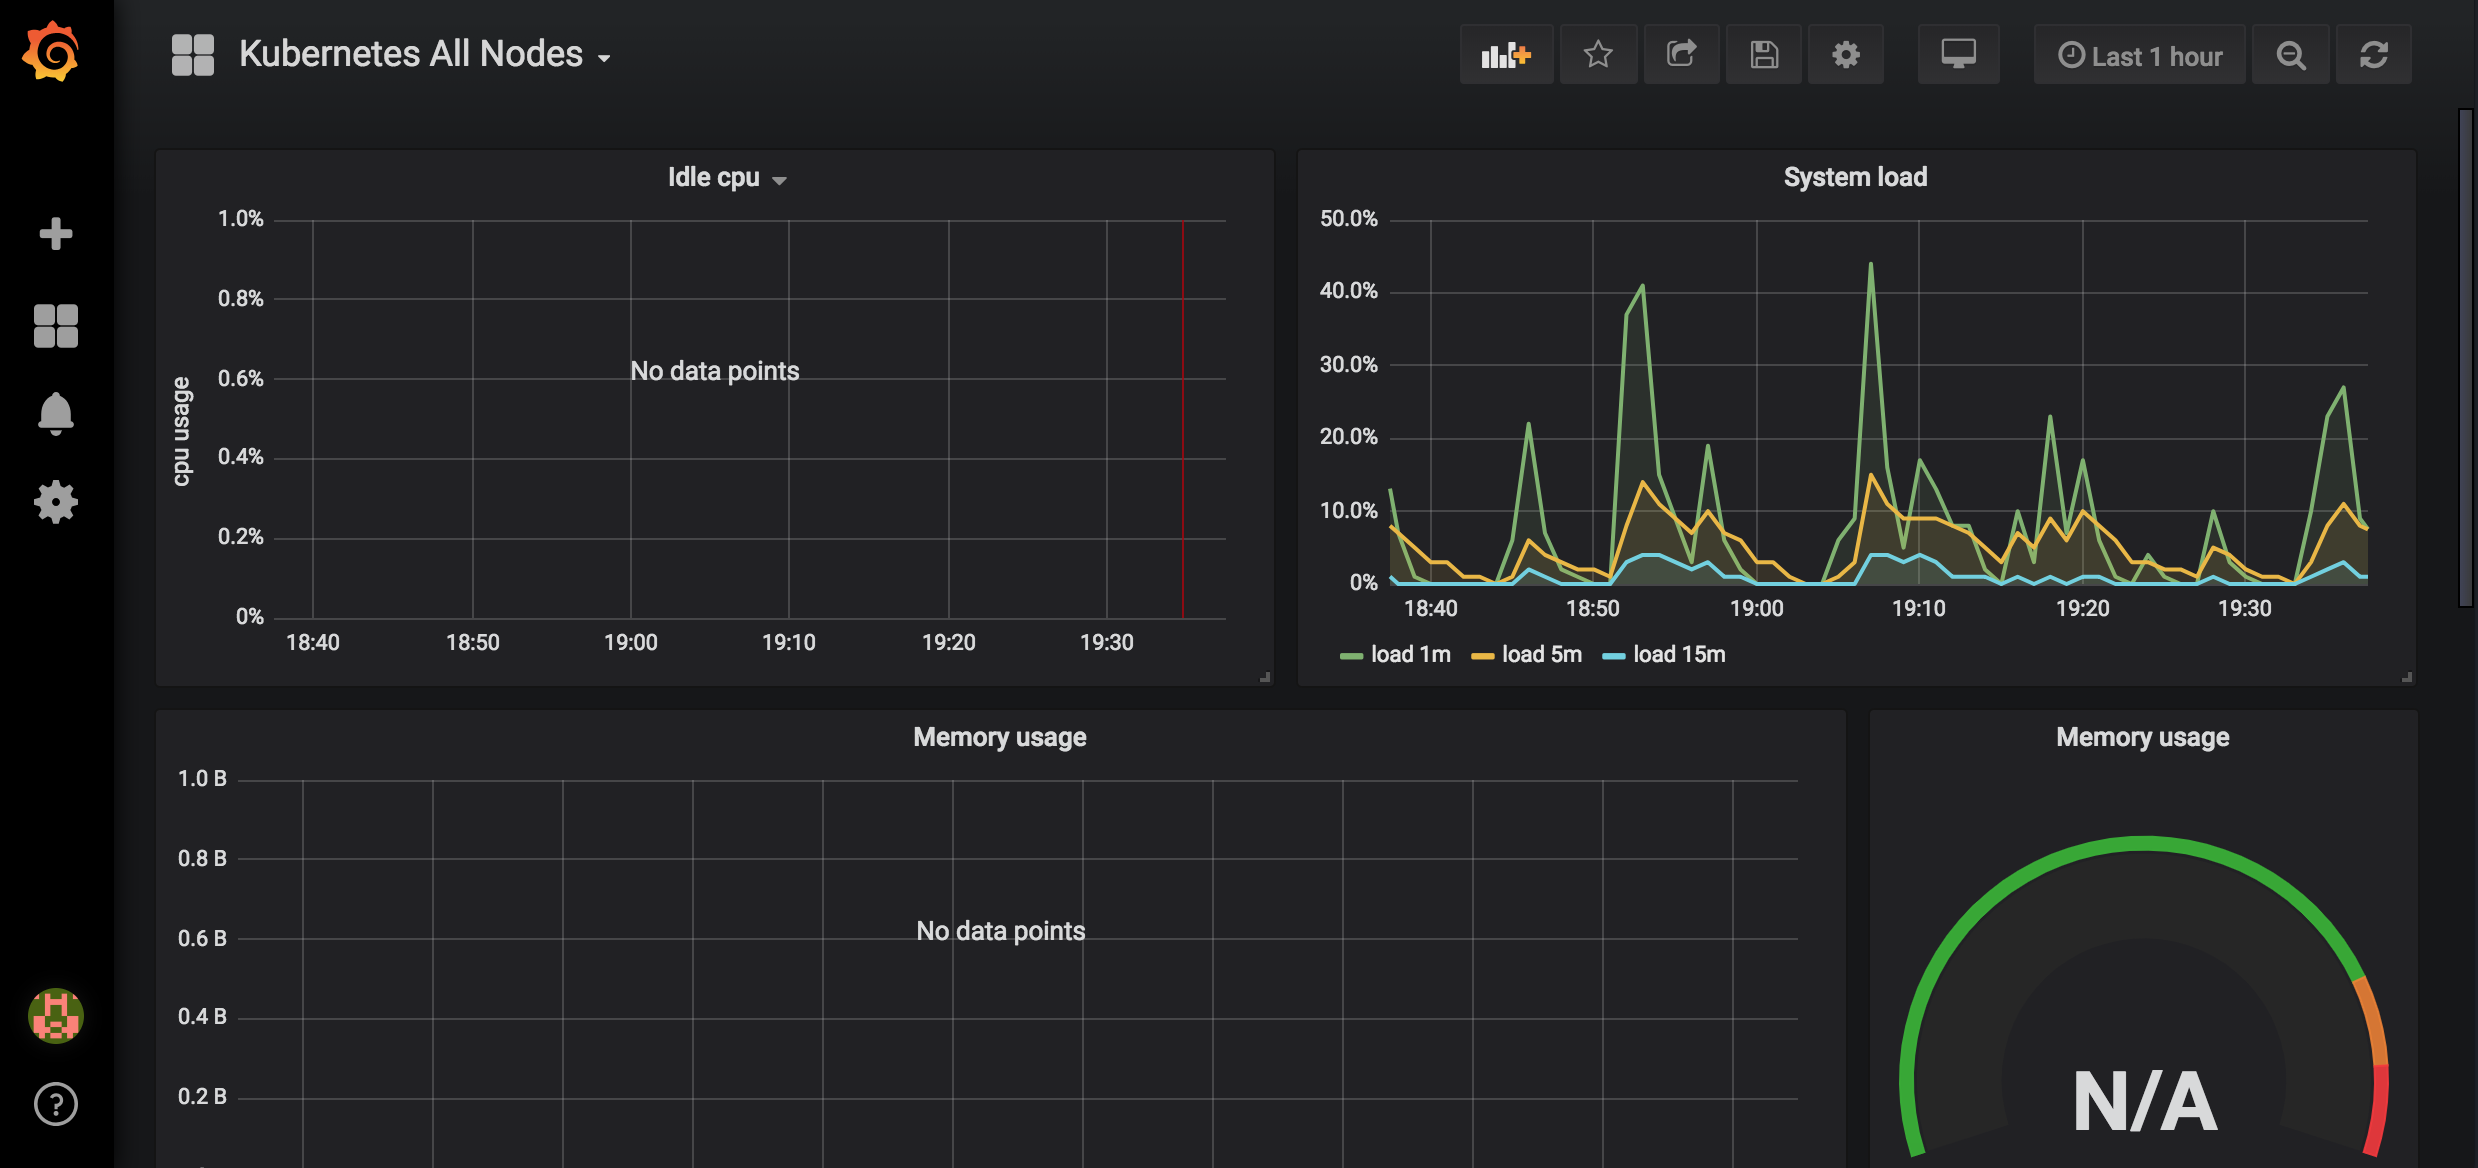 Kubernetes All Nodes
Last 1 hour
Idle cpu
cpu usage
1.0%
0.8%
0.6%
0.4%
0.2%
0%
No data points
18:40 18:50 19:00 19:10 19:20 19:30
System load
50.0%
40.0%
30.0%
20.0%
10.0%
0%
18:40 18:50 19:00 19:10 19:20 19:30
load 1m load 5m load 15m
Memory usage
1.0 B
0.8 B
0.6 B
0.4 B
0.2 B
No data points
Memory usage
N/A